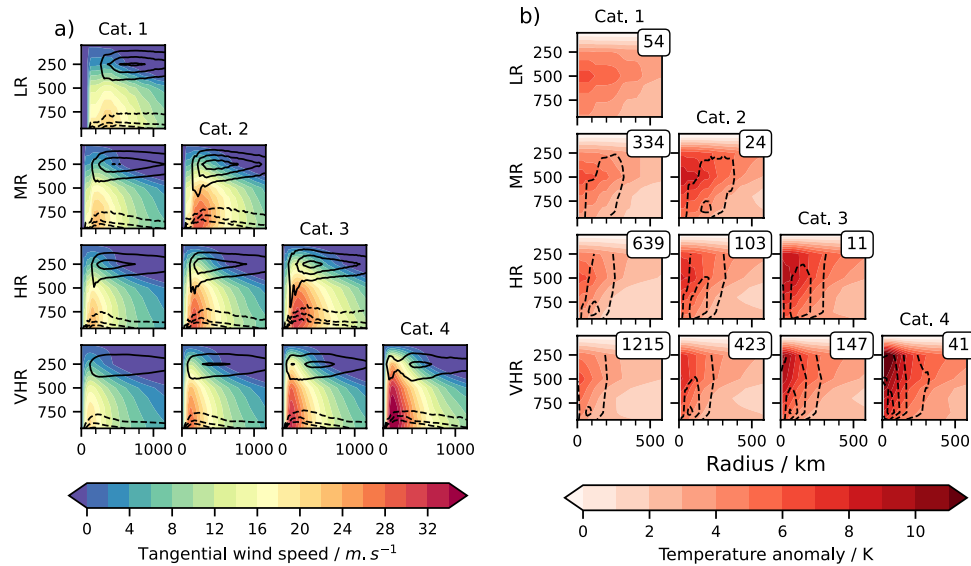 a)
Cat. 1
LR
250
500
750
Cat. 2
MR
250
500
750
Cat. 3
HR
250
500
750
Cat. 4
VHR
250
500
750
0 1000
0 1000
0 1000
0 1000
0 4 8 12 16 20 24 28 32
Tangential wind speed / m.s⁻¹
b)
Cat. 1
54
LR
250
500
750
Cat. 2
334
24
MR
250
500
750
Cat. 3
639
103
11
HR
250
500
750
Cat. 4
1215
423
147
41
VHR
250
500
750
0 500
0 500
0 500
0 500
Radius / km
0 2 4 6 8 10
Temperature anomaly / K